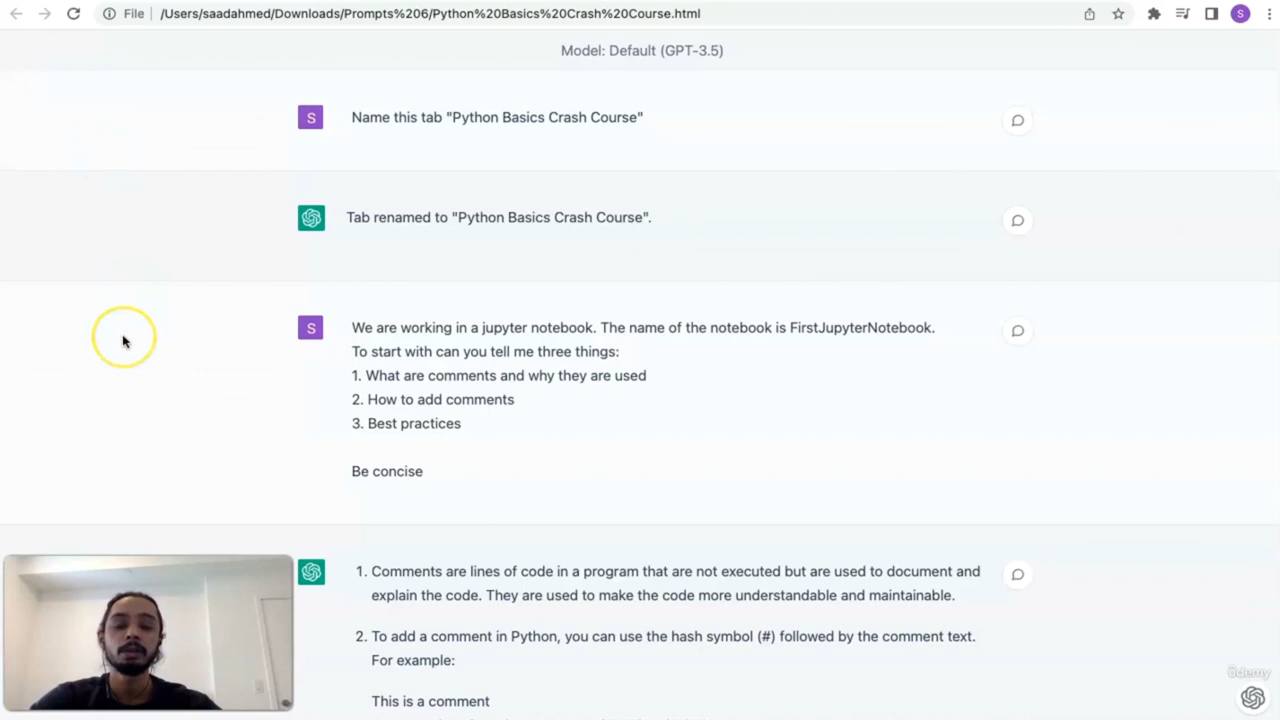 File
/Users/saadahmed/Downloads/Prompts%206/Python%20Basics%20Crash%20Course.html
S
Model: Default (GPT-3.5)
S
Name this tab "Python Basics Crash Course"
Tab renamed to "Python Basics Crash Course".
S
We are working in a jupyter notebook. The name of the notebook is FirstJupyterNotebook.
To start with can you tell me three things:
1. What are comments and why they are used
2. How to add comments
3. Best practices
Be concise
1. Comments are lines of code in a program that are not executed but are used to document and
explain the code. They are used to make the code more understandable and maintainable.
2. To add a comment in Python, you can use the hash symbol (#) followed by the comment text.
For example:
This is a comment
ûdemy